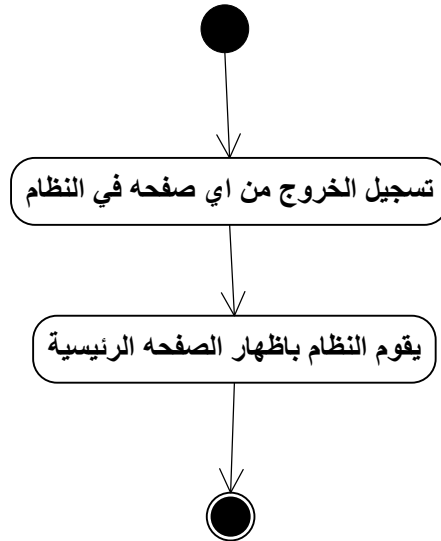 تسجيل الخروج من اي صفحه في النظام
يقوم النظام باظهار الصفحه الرئيسية